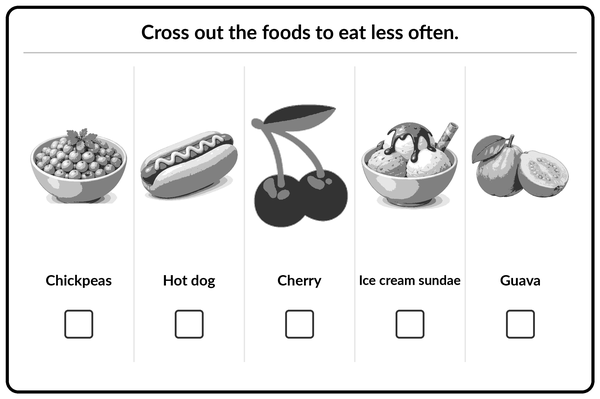 Cross out the foods to eat less often.
Chickpeas
Hot dog
Cherry
Ice cream sundae
Guava